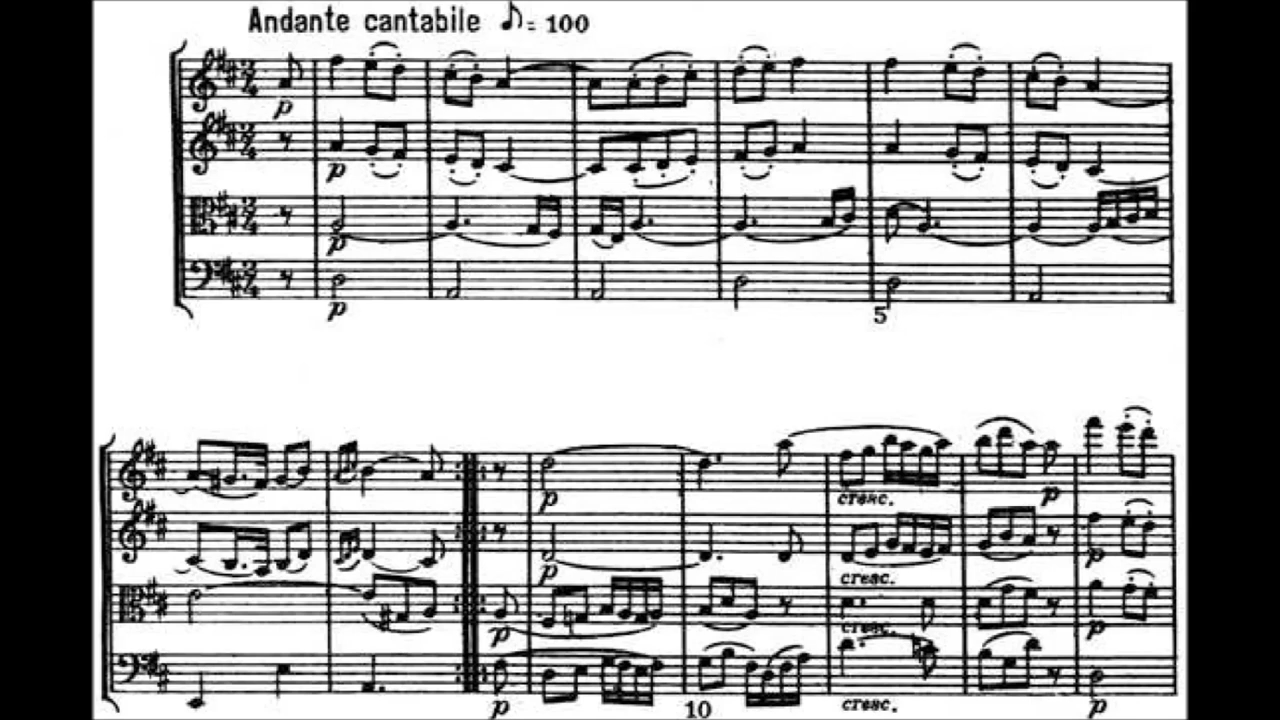 Andante cantabile ♪= 100
p
p
p
p
5
p
p
cresc. p
cresc. p
p cresc. p
p 10 cresc. p